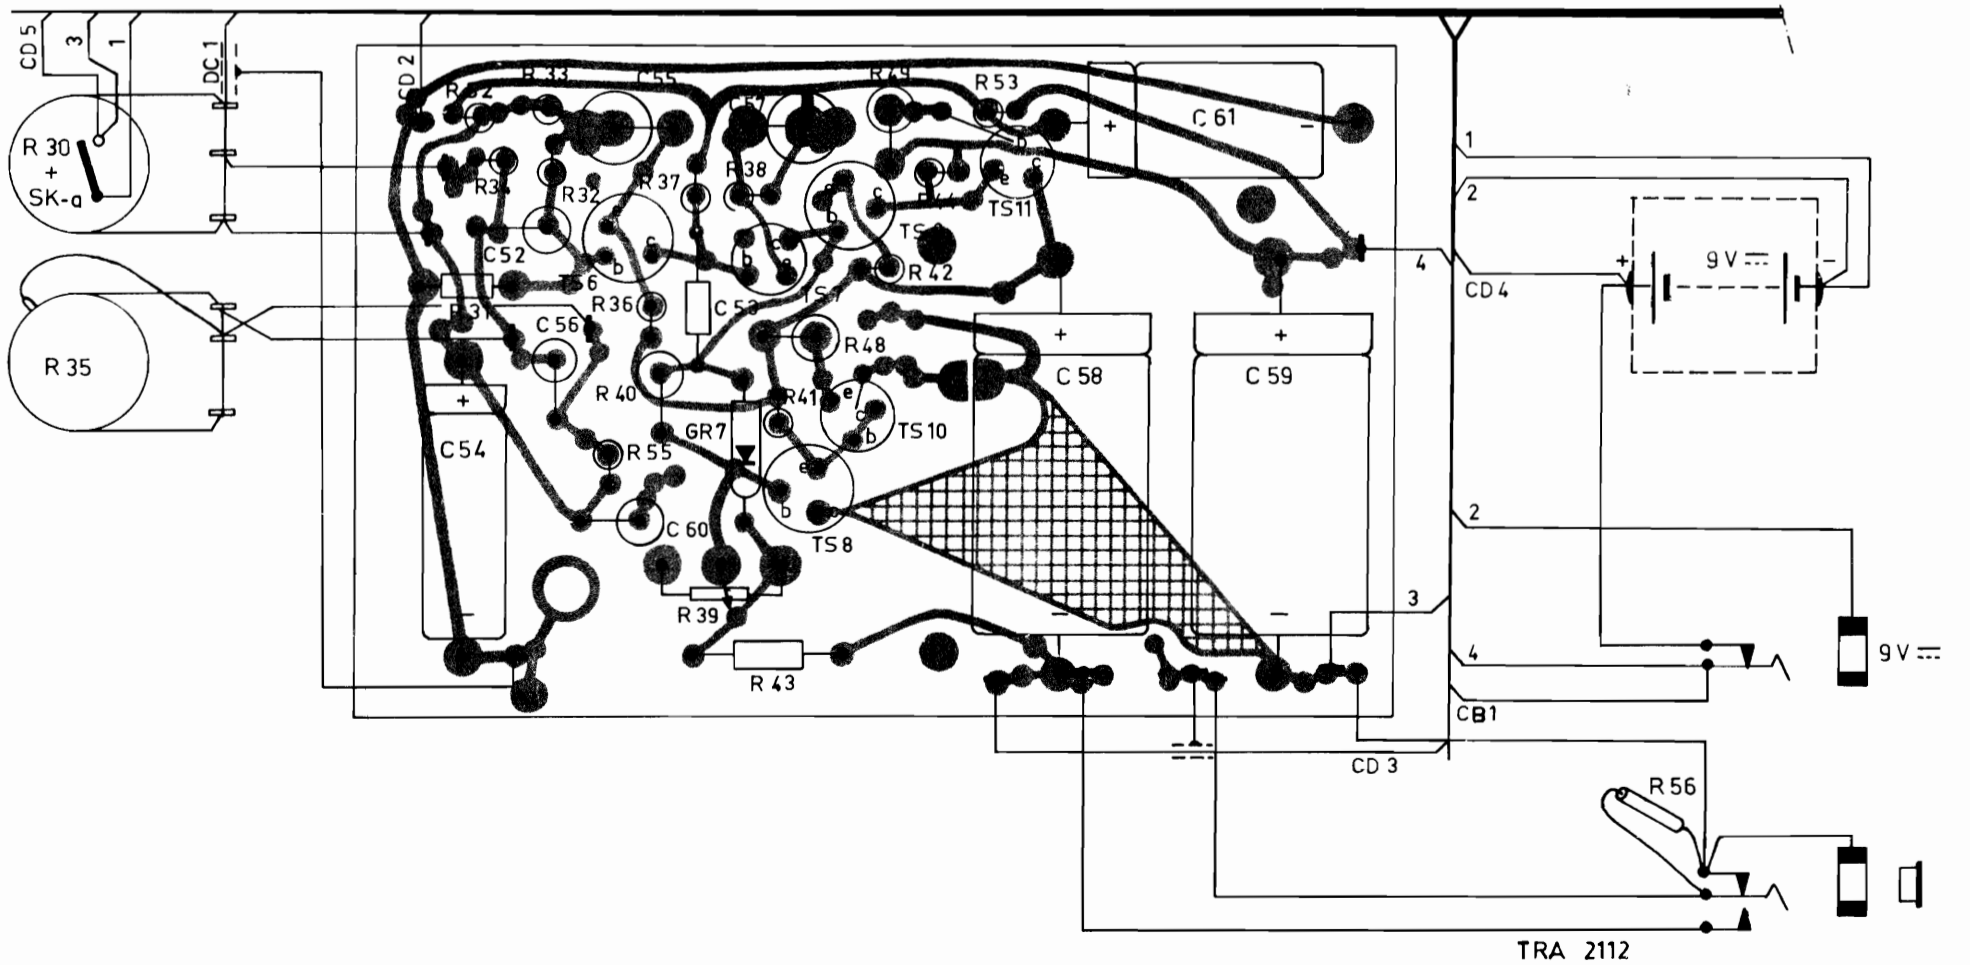 CD 5
3
1
DC 1
CD 2
R 33
C 55
R 49
R 53
C 61
+
−
R 30
+
SK-a
R 34
R 32
R 37
R 38
TS 11
b
c
e
c
b
c
e
b
c
b
C 52
R 42
R 36
C 53
C 56
R 31
R 35
R 48
R 40
R 41
C 54
+
−
GR 7
R 55
e
c
b
TS 10
e
b
TS 8
C 60
R 39
R 43
C 58
+
−
C 59
+
−
1
2
4
CD 4
+
9 V
−
2
3
4
CB 1
9 V
CD 3
R 56
TRA 2112